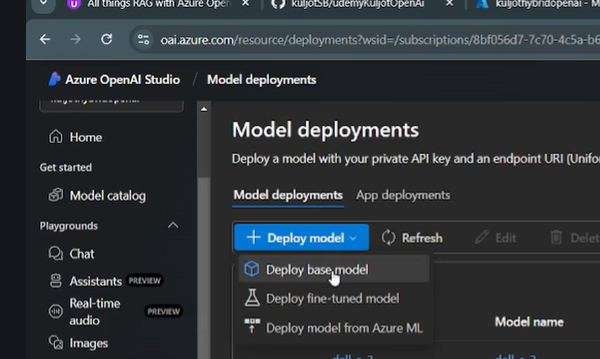 All things RAG with Azure Open
kuljotSB/udemyKuljotOpenAi
kuljothybridopenai - M
oai.azure.com/resource/deployments?wsid=/subscriptions/8bf056d7-7c70-4c5a-b6
Azure OpenAI Studio / Model deployments
Home
Get started
Model catalog
Playgrounds
Chat
Assistants PREVIEW
Real-time audio PREVIEW
Images
Model deployments
Deploy a model with your private API key and an endpoint URI (Unifor
Model deployments App deployments
+ Deploy model Refresh Edit Delet
Deploy base model
Deploy fine-tuned model
Deploy model from Azure ML
Model name